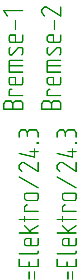 =Elektro/24.3
Bremse-1
=Elektro/24.3
Bremse-2